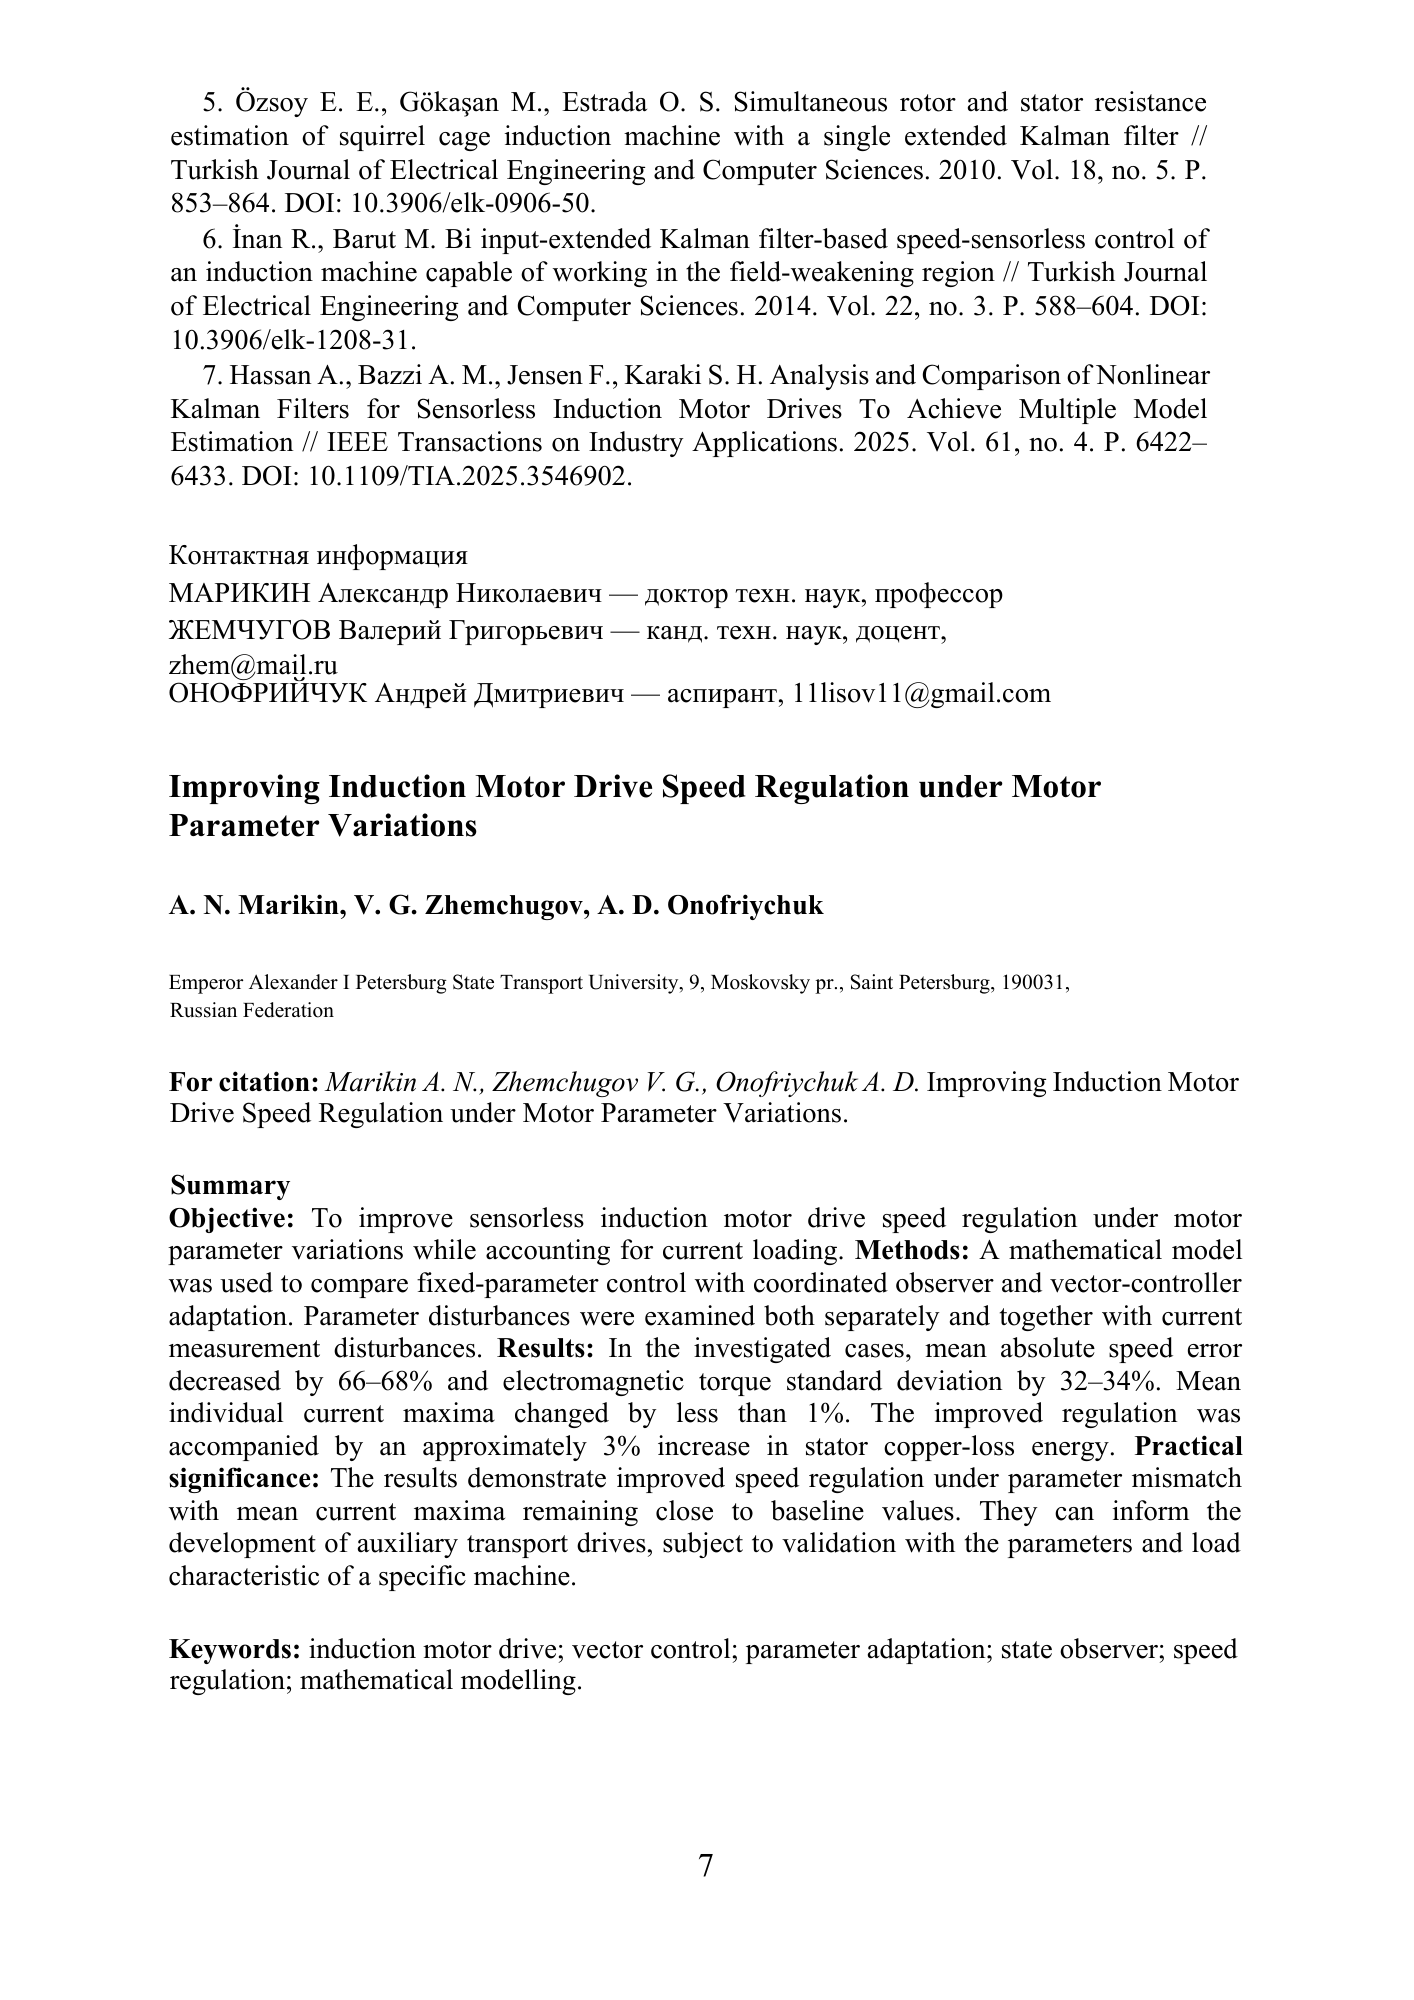 5. Özsoy E. E., Gökaşan M., Estrada O. S. Simultaneous rotor and stator resistance
estimation of squirrel cage induction machine with a single extended Kalman filter //
Turkish Journal of Electrical Engineering and Computer Sciences. 2010. Vol. 18, no. 5. P.
853–864. DOI: 10.3906/elk-0906-50.
6. İnan R., Barut M. Bi input-extended Kalman filter-based speed-sensorless control of
an induction machine capable of working in the field-weakening region // Turkish Journal
of Electrical Engineering and Computer Sciences. 2014. Vol. 22, no. 3. P. 588–604. DOI:
10.3906/elk-1208-31.
7. Hassan A., Bazzi A. M., Jensen F., Karaki S. H. Analysis and Comparison of Nonlinear
Kalman Filters for Sensorless Induction Motor Drives To Achieve Multiple Model
Estimation // IEEE Transactions on Industry Applications. 2025. Vol. 61, no. 4. P. 6422–
6433. DOI: 10.1109/TIA.2025.3546902.
Контактная информация
МАРИКИН Александр Николаевич — доктор техн. наук, профессор
ЖЕМЧУГОВ Валерий Григорьевич — канд. техн. наук, доцент,
zhem@mail.ru
ОНОФРИЙЧУК Андрей Дмитриевич — аспирант, 11lisov11@gmail.com
Improving Induction Motor Drive Speed Regulation under Motor
Parameter Variations
A. N. Marikin, V. G. Zhemchugov, A. D. Onofriychuk
Emperor Alexander I Petersburg State Transport University, 9, Moskovsky pr., Saint Petersburg, 190031,
Russian Federation
For citation: Marikin A. N., Zhemchugov V. G., Onofriychuk A. D. Improving Induction Motor
Drive Speed Regulation under Motor Parameter Variations.
Summary
Objective: To improve sensorless induction motor drive speed regulation under motor
parameter variations while accounting for current loading. Methods: A mathematical model
was used to compare fixed-parameter control with coordinated observer and vector-controller
adaptation. Parameter disturbances were examined both separately and together with current
measurement disturbances. Results: In the investigated cases, mean absolute speed error
decreased by 66–68% and electromagnetic torque standard deviation by 32–34%. Mean
individual current maxima changed by less than 1%. The improved regulation was
accompanied by an approximately 3% increase in stator copper-loss energy. Practical
significance: The results demonstrate improved speed regulation under parameter mismatch
with mean current maxima remaining close to baseline values. They can inform the
development of auxiliary transport drives, subject to validation with the parameters and load
characteristic of a specific machine.
Keywords: induction motor drive; vector control; parameter adaptation; state observer; speed
regulation; mathematical modelling.
7